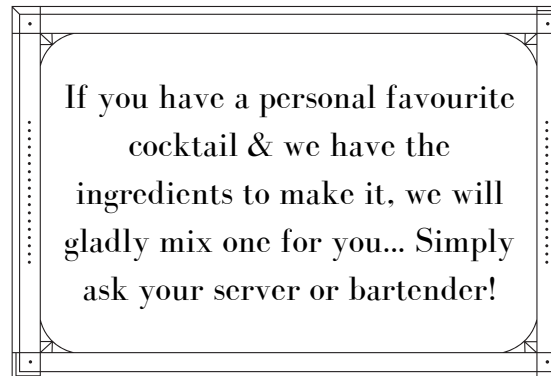 If you have a personal favourite
cocktail & we have the
ingredients to make it, we will
gladly mix one for you... Simply
ask your server or bartender!